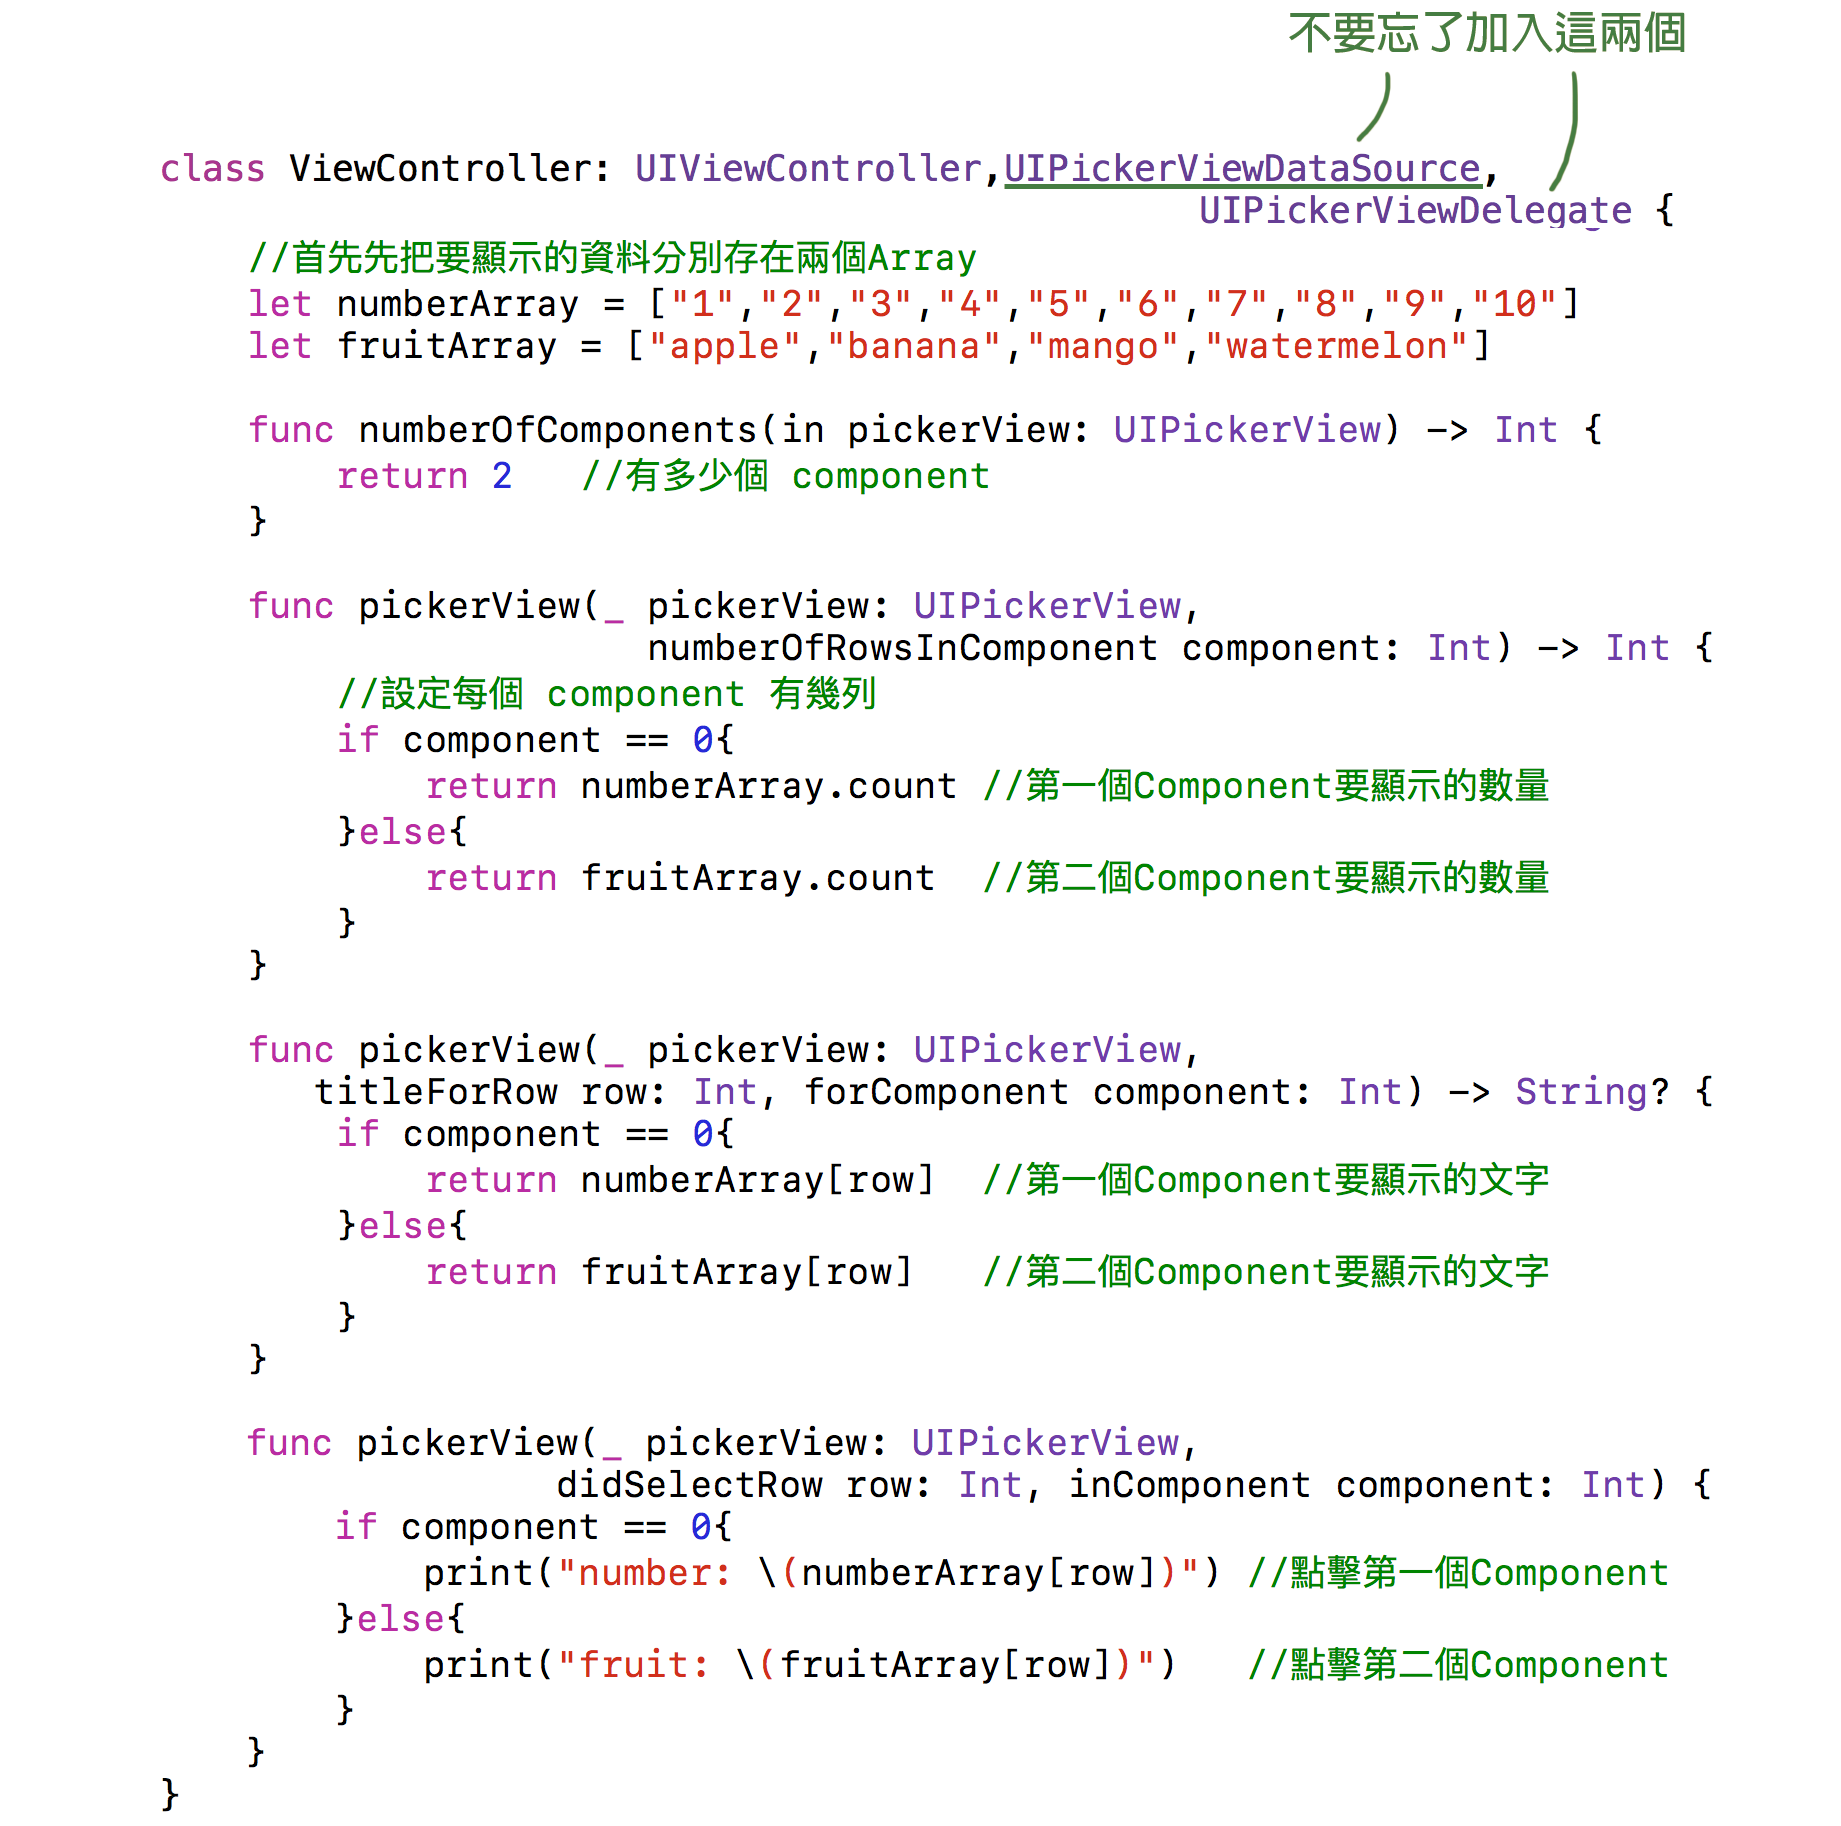 不要忘了加入這兩個
class ViewController: UIViewController,UIPickerViewDataSource,
UIPickerViewDelegate {
//首先先把要顯示的資料分別存在兩個Array
let numberArray = ["1","2","3","4","5","6","7","8","9","10"]
let fruitArray = ["apple","banana","mango","watermelon"]
func numberOfComponents(in pickerView: UIPickerView) -> Int {
return 2   //有多少個 component
}
func pickerView(_ pickerView: UIPickerView,
numberOfRowsInComponent component: Int) -> Int {
//設定每個 component 有幾列
if component == 0{
return numberArray.count //第一個Component要顯示的數量
}else{
return fruitArray.count  //第二個Component要顯示的數量
}
}
func pickerView(_ pickerView: UIPickerView,
titleForRow row: Int, forComponent component: Int) -> String? {
if component == 0{
return numberArray[row]  //第一個Component要顯示的文字
}else{
return fruitArray[row]   //第二個Component要顯示的文字
}
}
func pickerView(_ pickerView: UIPickerView,
didSelectRow row: Int, inComponent component: Int) {
if component == 0{
print("number: \(numberArray[row])") //點擊第一個Component
}else{
print("fruit: \(fruitArray[row])")   //點擊第二個Component
}
}
}